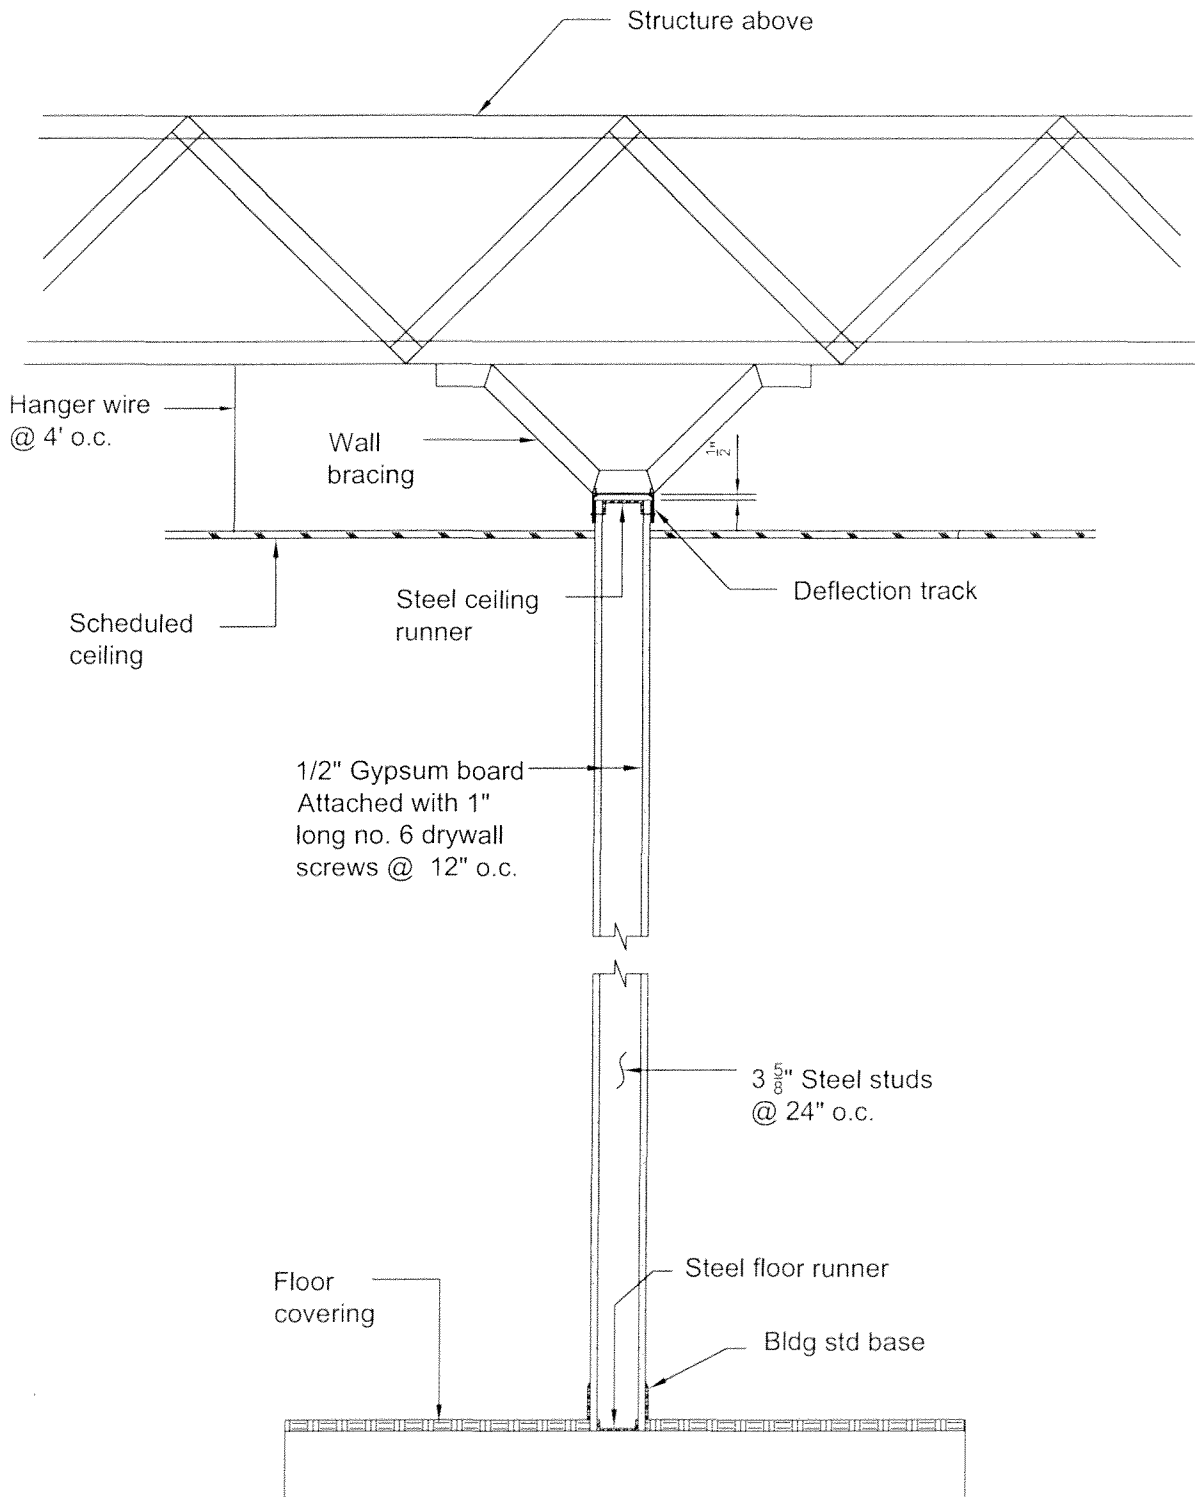 Structure above
Hanger wire
@ 4' o.c.
Wall
bracing
1/2"
Steel ceiling
runner
Deflection track
Scheduled
ceiling
1/2" Gypsum board
Attached with 1"
long no. 6 drywall
screws @ 12" o.c.
3 5/8" Steel studs
@ 24" o.c.
Floor
covering
Steel floor runner
Bldg std base